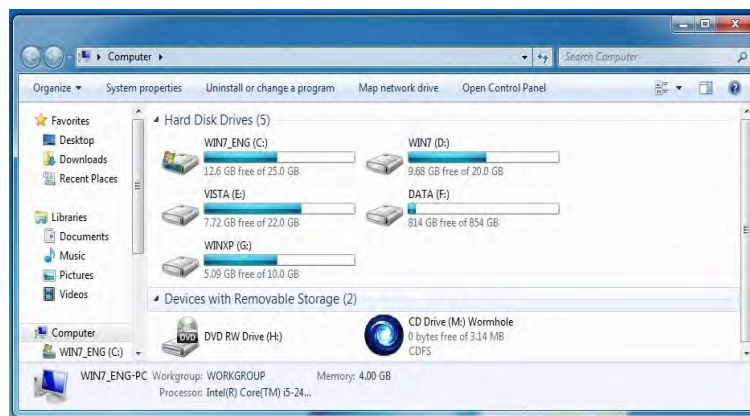 Computer
Search Computer
Organize System properties Uninstall or change a program Map network drive Open Control Panel
Favorites
Desktop
Downloads
Recent Places
Libraries
Documents
Music
Pictures
Videos
Computer
WIN7_ENG (C:)
Hard Disk Drives (5)
WIN7_ENG (C:)
12.6 GB free of 25.0 GB
WIN7 (D:)
9.68 GB free of 20.0 GB
VISTA (E:)
7.72 GB free of 22.0 GB
DATA (F:)
814 GB free of 854 GB
WINXP (G:)
5.09 GB free of 10.0 GB
Devices with Removable Storage (2)
DVD
DVD RW Drive (H:)
CD Drive (M:) Wormhole
0 bytes free of 3.14 MB
CDFS
WIN7_ENG-PC Workgroup: WORKGROUP Memory: 4.00 GB
Processor: Intel(R) Core(TM) i5-24...